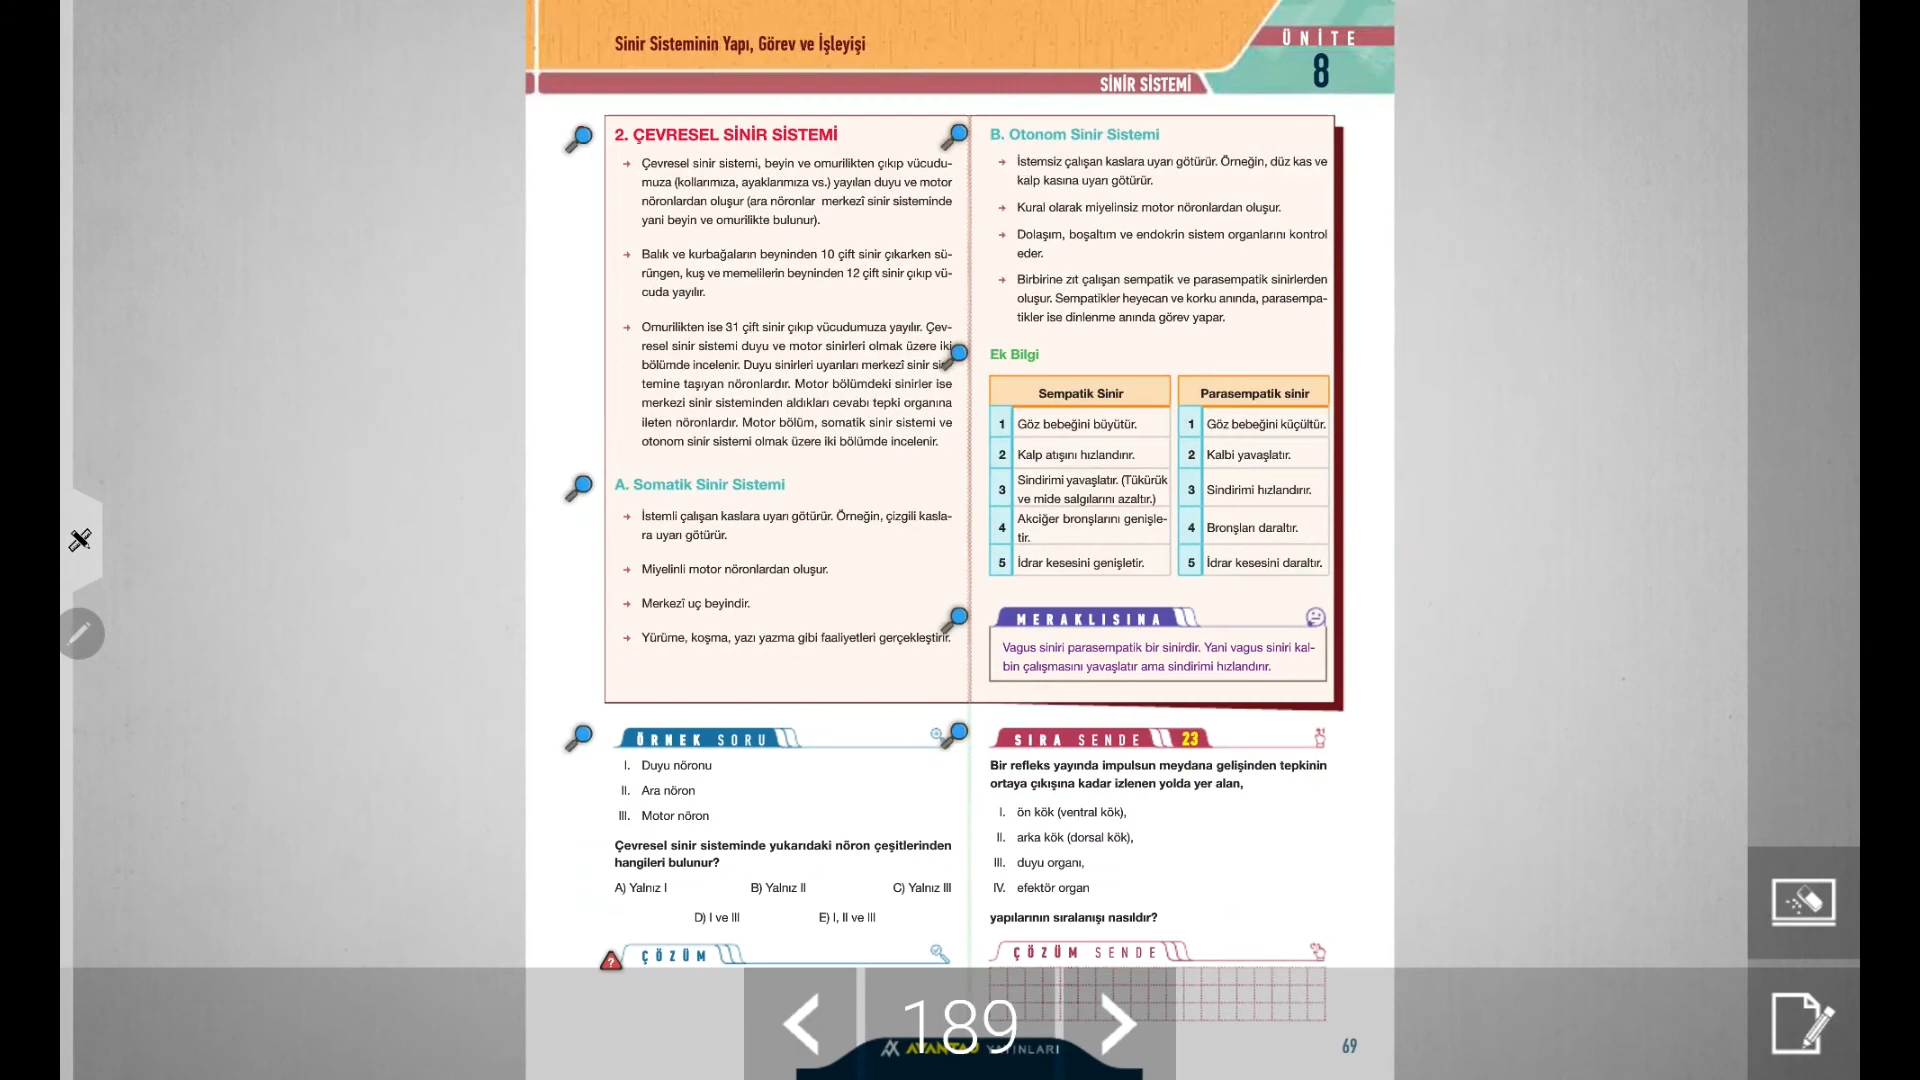 Sinir Sisteminin Yapı, Görev ve İşleyişi
ÜNİTE
8
SİNİR SİSTEMİ
2. ÇEVRESEL SİNİR SİSTEMİ
→ Çevresel sinir sistemi, beyin ve omurilikten çıkıp vücudu-
muza (kollarımıza, ayaklarımıza vs.) yayılan duyu ve motor
nöronlardan oluşur (ara nöronlar merkezî sinir sisteminde
yani beyin ve omurilikte bulunur).
→ Balık ve kurbağaların beyninden 10 çift sinir çıkarken sü-
rüngen, kuş ve memelilerin beyninden 12 çift sinir çıkıp vü-
cuda yayılır.
→ Omurilikten ise 31 çift sinir çıkıp vücudumuza yayılır. Çev-
resel sinir sistemi duyu ve motor sinirleri olmak üzere iki
bölümde incelenir. Duyu sinirleri uyarıları merkezî sinir sis-
temine taşıyan nöronlardır. Motor bölümdeki sinirler ise
merkezi sinir sisteminden aldıkları cevabı tepki organına
ileten nöronlardır. Motor bölüm, somatik sinir sistemi ve
otonom sinir sistemi olmak üzere iki bölümde incelenir.
A. Somatik Sinir Sistemi
→ İstemli çalışan kaslara uyarı götürür. Örneğin, çizgili kasla-
ra uyarı götürür.
→ Miyelinli motor nöronlardan oluşur.
→ Merkezî uç beyindir.
→ Yürüme, koşma, yazı yazma gibi faaliyetleri gerçekleştirir.
B. Otonom Sinir Sistemi
→ İstemsiz çalışan kaslara uyarı götürür. Örneğin, düz kas ve
kalp kasına uyarı götürür.
→ Kural olarak miyelinsiz motor nöronlardan oluşur.
→ Dolaşım, boşaltım ve endokrin sistem organlarını kontrol
eder.
→ Birbirine zıt çalışan sempatik ve parasempatik sinirlerden
oluşur. Sempatikler heyecan ve korku anında, parasempa-
tikler ise dinlenme anında görev yapar.
Ek Bilgi
Sempatik Sinir
1 Göz bebeğini büyütür.
2 Kalp atışını hızlandırır.
3 Sindirimi yavaşlatır. (Tükürük
ve mide salgılarını azaltır.)
4 Akciğer bronşlarını genişle-
tir.
5 İdrar kesesini genişletir.
Parasempatik sinir
1 Göz bebeğini küçültür.
2 Kalbi yavaşlatır.
3 Sindirimi hızlandırır.
4 Bronşları daraltır.
5 İdrar kesesini daraltır.
MERAKLISINA
Vagus siniri parasempatik bir sinirdir. Yani vagus siniri kal-
bin çalışmasını yavaşlatır ama sindirimi hızlandırır.
ÖRNEK SORU
I. Duyu nöronu
II. Ara nöron
III. Motor nöron
Çevresel sinir sisteminde yukarıdaki nöron çeşitlerinden
hangileri bulunur?
A) Yalnız I B) Yalnız II C) Yalnız III
D) I ve III E) I, II ve III
ÇÖZÜM
SIRA SENDE 23
Bir refleks yayında impulsun meydana gelişinden tepkinin
ortaya çıkışına kadar izlenen yolda yer alan,
I. ön kök (ventral kök),
II. arka kök (dorsal kök),
III. duyu organı,
IV. efektör organ
yapılarının sıralanışı nasıldır?
ÇÖZÜM SENDE
189
AVANTAJ YAYINLARI
69